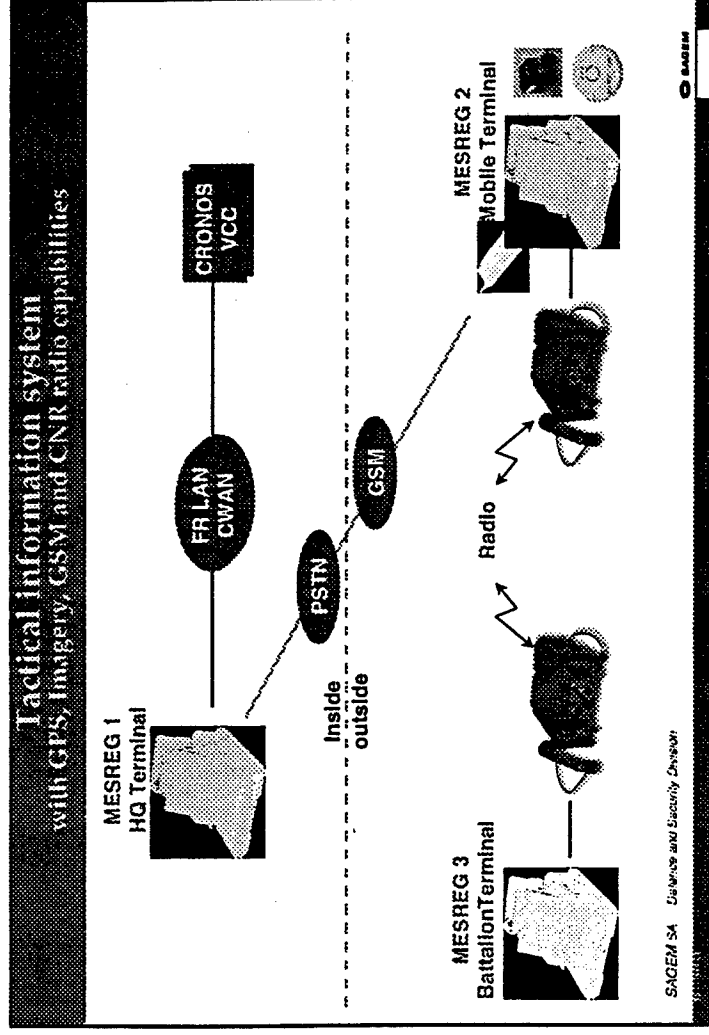 Tactical information system
with GPS, Imagery, GSM and CNR radio capabilities
MESREG 1
HQ Terminal
FR LAN
CWAN
CRONOS
VCC
PSTN
Inside
outside
GSM
MESREG 2
Mobile Terminal
Radio
MESREG 3
BattalionTerminal
SAGEM SA Defence and Security Division
SAGEM